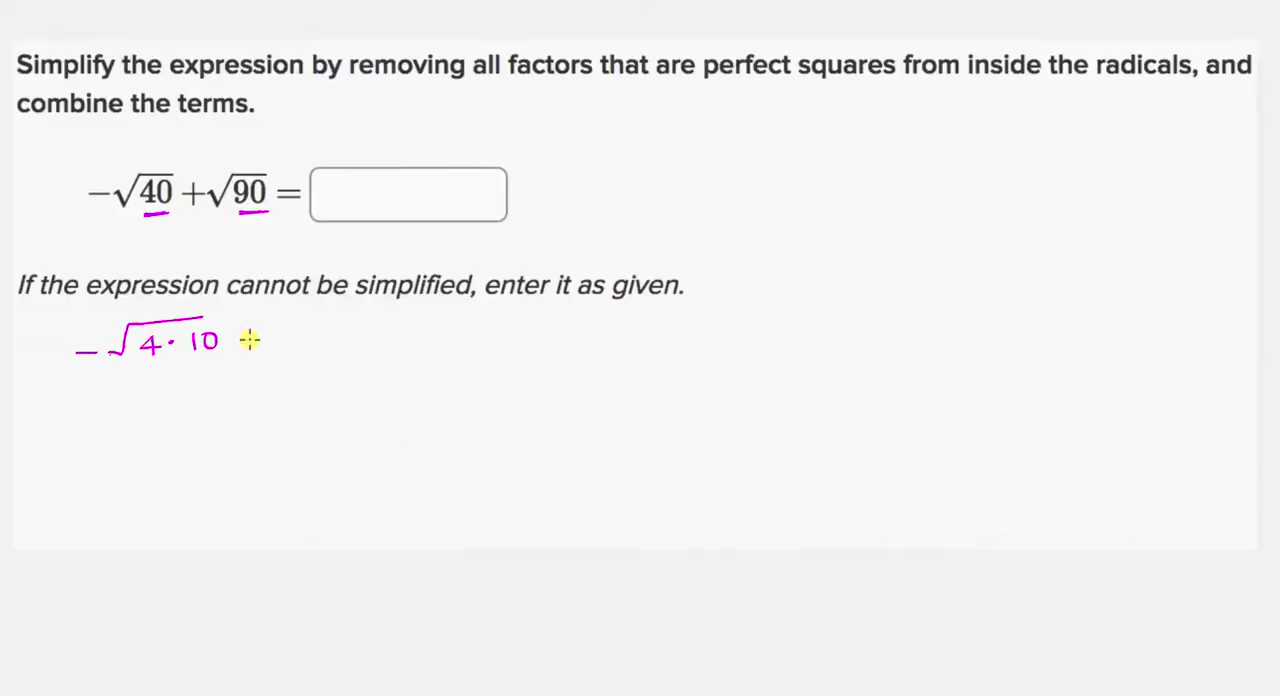 Simplify the expression by removing all factors that are perfect squares from inside the radicals, and
combine the terms.
−√40 +√90 =
If the expression cannot be simplified, enter it as given.
− √4 · 10 +